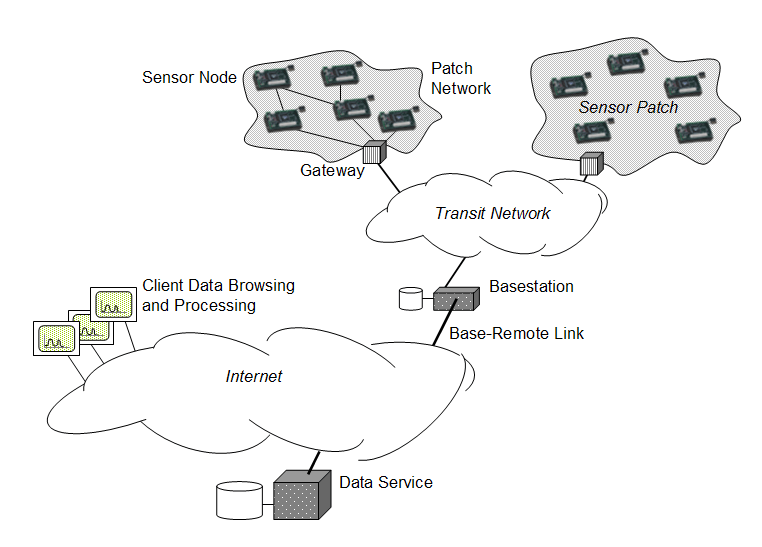 Sensor Node
Patch
Network
Sensor Patch
Gateway
Transit Network
Client Data Browsing
and Processing
Basestation
Base-Remote Link
Internet
Data Service